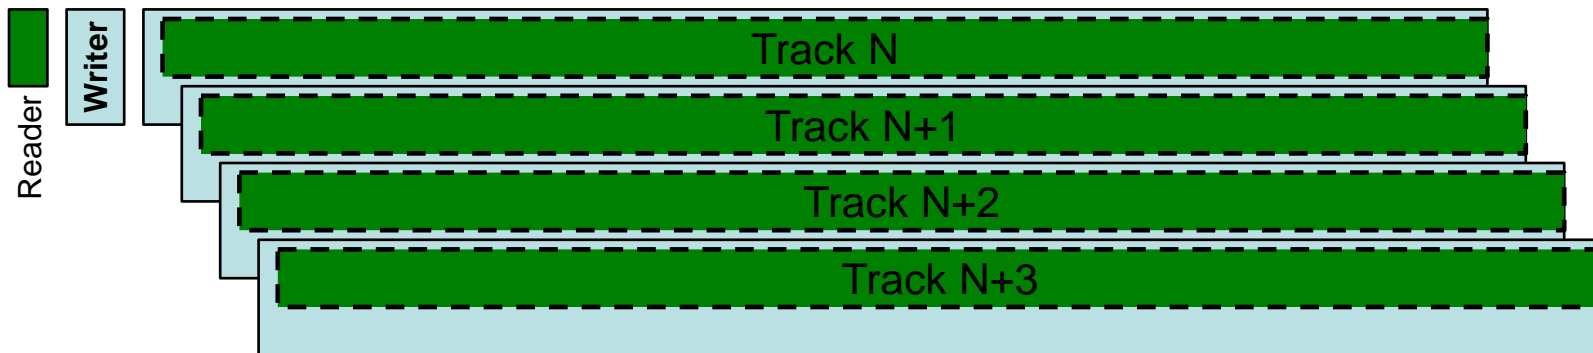 Reader
Writer
Track N
Track N+1
Track N+2
Track N+3